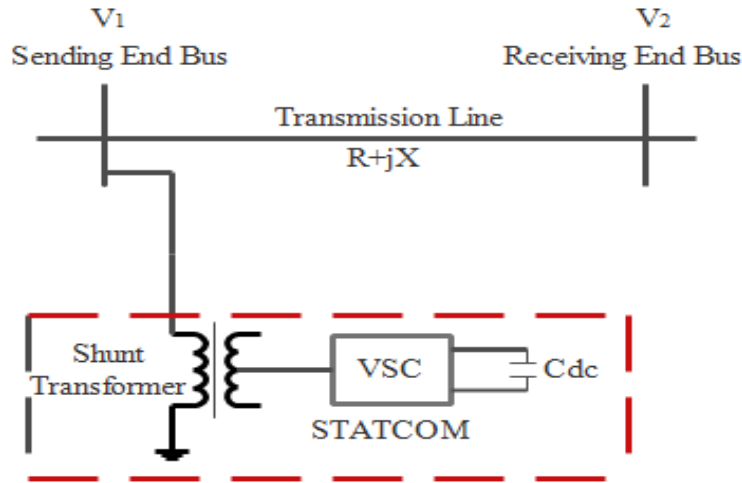 V1
Sending End Bus
V2
Receiving End Bus
Transmission Line
R+jX
Shunt
Transformer
VSC
Cdc
STATCOM